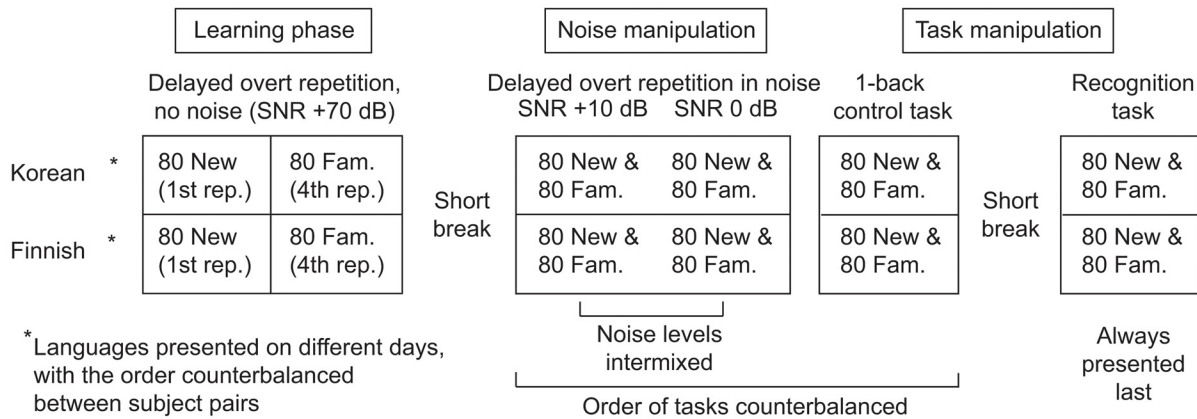 Learning phase
Noise manipulation
Task manipulation
Delayed overt repetition,
no noise (SNR +70 dB)
Delayed overt repetition in noise
SNR +10 dB SNR 0 dB
1-back
control task
Recognition
task
Korean *
80 New
(1st rep.)
80 Fam.
(4th rep.)
Finnish *
80 New
(1st rep.)
80 Fam.
(4th rep.)
Short
break
80 New &
80 Fam.
80 New &
80 Fam.
80 New &
80 Fam.
80 New &
80 Fam.
80 New &
80 Fam.
80 New &
80 Fam.
Short
break
80 New &
80 Fam.
80 New &
80 Fam.
Noise levels
intermixed
Order of tasks counterbalanced
Always
presented
last
*Languages presented on different days,
with the order counterbalanced
between subject pairs